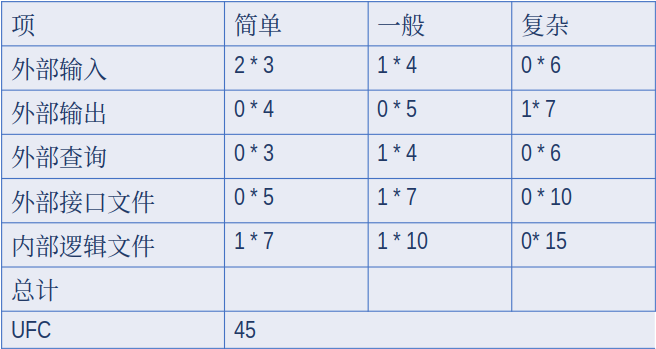 项 简单 一般 复杂
外部输入 2 * 3 1 * 4 0 * 6
外部输出 0 * 4 0 * 5 1* 7
外部查询 0 * 3 1 * 4 0 * 6
外部接口文件 0 * 5 1 * 7 0 * 10
内部逻辑文件 1 * 7 1 * 10 0* 15
总计
UFC 45